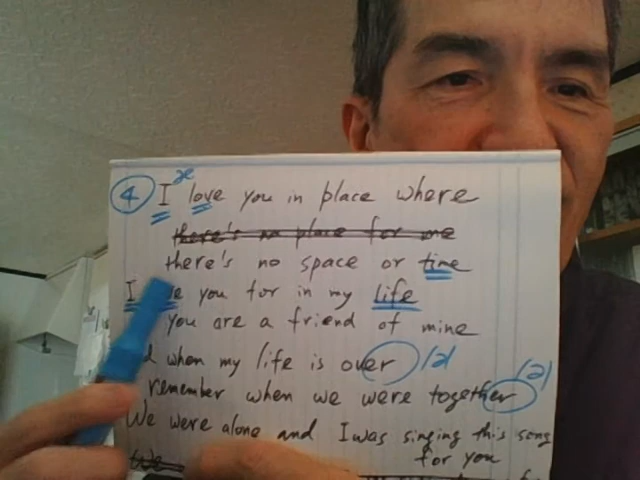 ④ I love you in place where
there's no place for me
there's no space or time
I you for in my life
you are a friend of mine
when my life is over /ə/
remember when we were together /ə/
We were alone and I was singing this song
for you
We